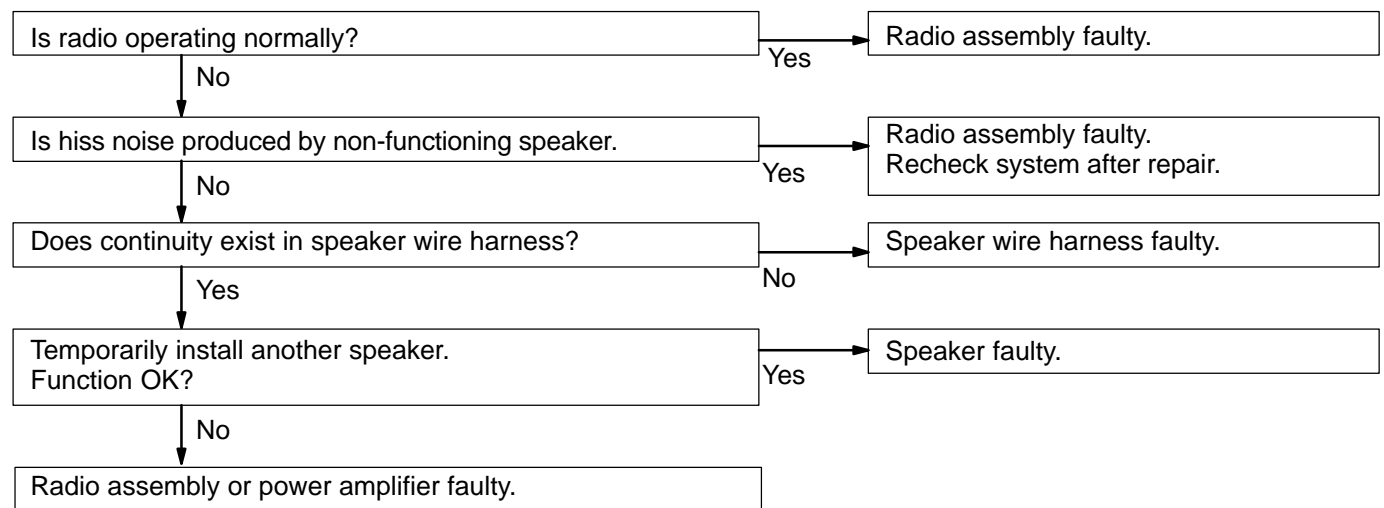 Is radio operating normally?
Yes
Radio assembly faulty.
No
Is hiss noise produced by non-functioning speaker.
Yes
Radio assembly faulty.
Recheck system after repair.
No
Does continuity exist in speaker wire harness?
No
Speaker wire harness faulty.
Yes
Temporarily install another speaker.
Function OK?
Yes
Speaker faulty.
No
Radio assembly or power amplifier faulty.